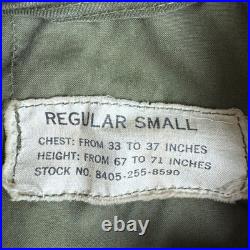 REGULAR SMALL
CHEST: FROM 33 TO 37 INCHES
HEIGHT: FROM 67 TO 71 INCHES
STOCK NO. 8405-255-8590